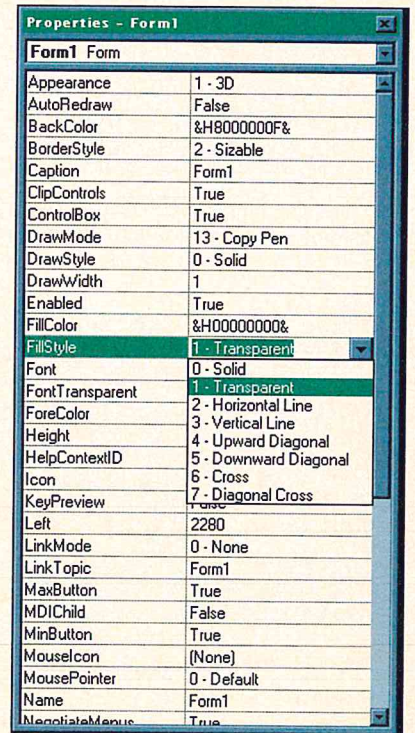 Properties - Form1
Form1 Form
Appearance 1 - 3D
AutoRedraw False
BackColor &H8000000F&
BorderStyle 2 - Sizable
Caption Form1
ClipControls True
ControlBox True
DrawMode 13 - Copy Pen
DrawStyle 0 - Solid
DrawWidth 1
Enabled True
FillColor &H00000000&
FillStyle 1 - Transparent
Font 0 - Solid
FontTransparent 1 - Transparent
ForeColor 2 - Horizontal Line
Height 3 - Vertical Line
HelpContextID 4 - Upward Diagonal
Icon 5 - Downward Diagonal
KeyPreview 6 - Cross
7 - Diagonal Cross
Left 2280
LinkMode 0 - None
LinkTopic Form1
MaxButton True
MDIChild False
MinButton True
MouseIcon (None)
MousePointer 0 - Default
Name Form1
NegotiateMenus True